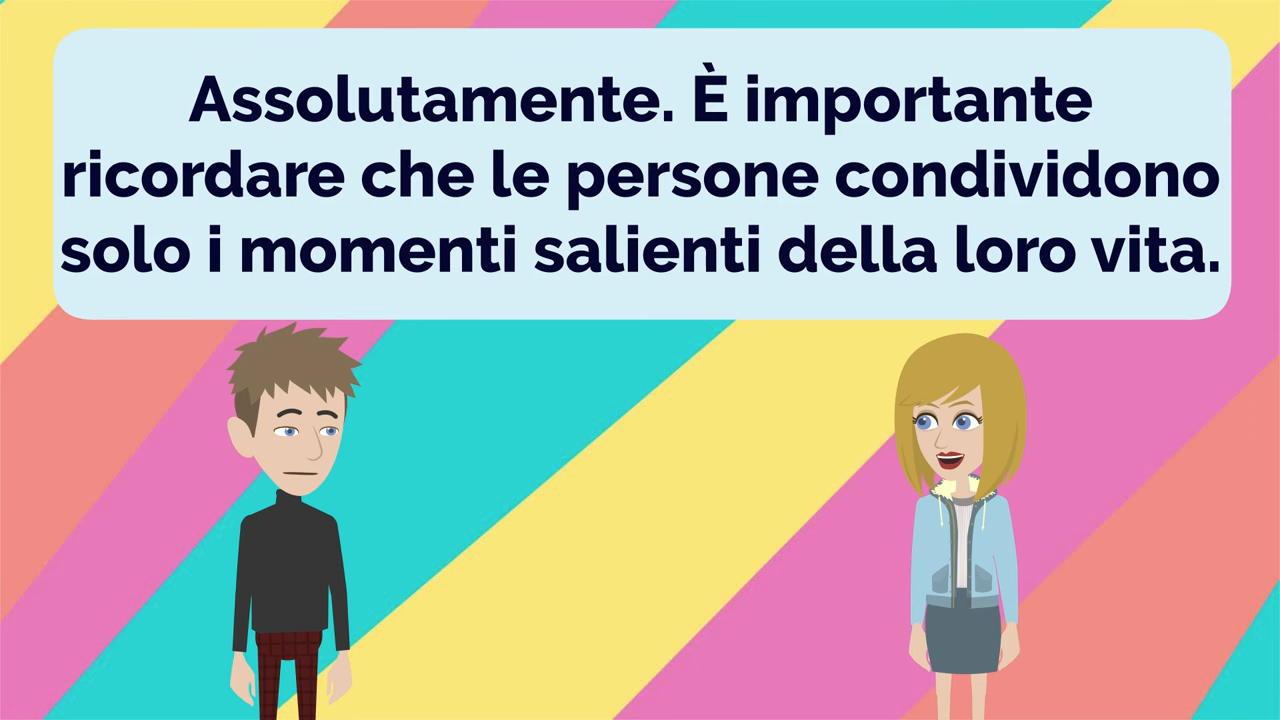 Assolutamente. È importante
ricordare che le persone condividono
solo i momenti salienti della loro vita.